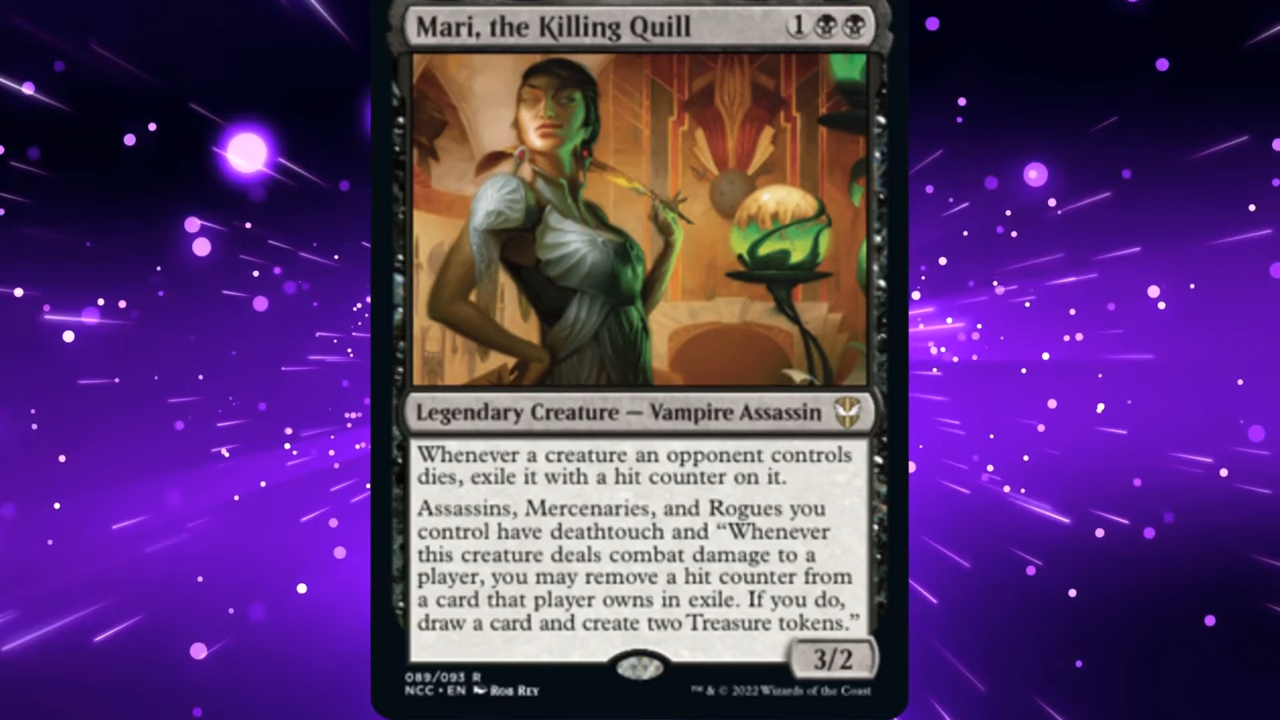 Mari, the Killing Quill 1
Legendary Creature — Vampire Assassin
Whenever a creature an opponent controls
dies, exile it with a hit counter on it.
Assassins, Mercenaries, and Rogues you
control have deathtouch and “Whenever
this creature deals combat damage to a
player, you may remove a hit counter from
a card that player owns in exile. If you do,
draw a card and create two Treasure tokens.”
3/2
089/093 R
NCC • EN Rob Rey
™ & © 2022 Wizards of the Coast